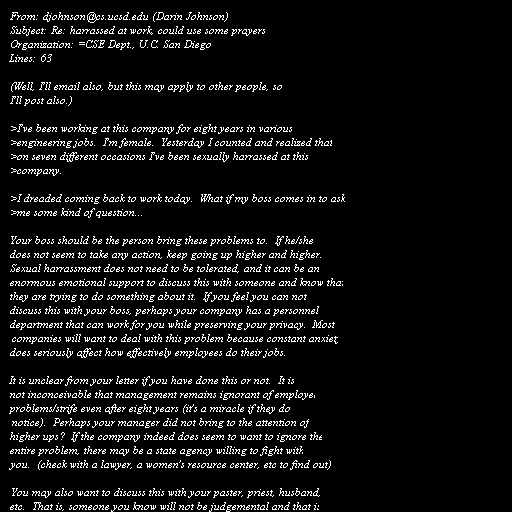 From: djohnson@cs.ucsd.edu (Darin Johnson)
Subject: Re: harrassed at work, could use some prayers
Organization: =CSE Dept., U.C. San Diego
Lines: 63

(Well, I'll email also, but this may apply to other people, so
I'll post also.)

>I've been working at this company for eight years in various
>engineering jobs.  I'm female.  Yesterday I counted and realized that
>on seven different occasions I've been sexually harrassed at this
>company.

>I dreaded coming back to work today.  What if my boss comes in to ask
>me some kind of question...

Your boss should be the person bring these problems to.  If he/she
does not seem to take any action, keep going up higher and higher.
Sexual harrassment does not need to be tolerated, and it can be an
enormous emotional support to discuss this with someone and know that
they are trying to do something about it.  If you feel you can not
discuss this with your boss, perhaps your company has a personnel
department that can work for you while preserving your privacy.  Most
companies will want to deal with this problem because constant anxiet
does seriously affect how effectively employees do their jobs.

It is unclear from your letter if you have done this or not.  It is
not inconceivable that management remains ignorant of employe
problems/strife even after eight years (it's a miracle if they do
notice).  Perhaps your manager did not bring to the attention of
higher ups?  If the company indeed does seem to want to ignore the
entire problem, there may be a state agency willing to fight with
you.  (check with a lawyer, a women's resource center, etc to find out)

You may also want to discuss this with your paster, priest, husband,
etc.  That is, someone you know will not be judgemental and that is